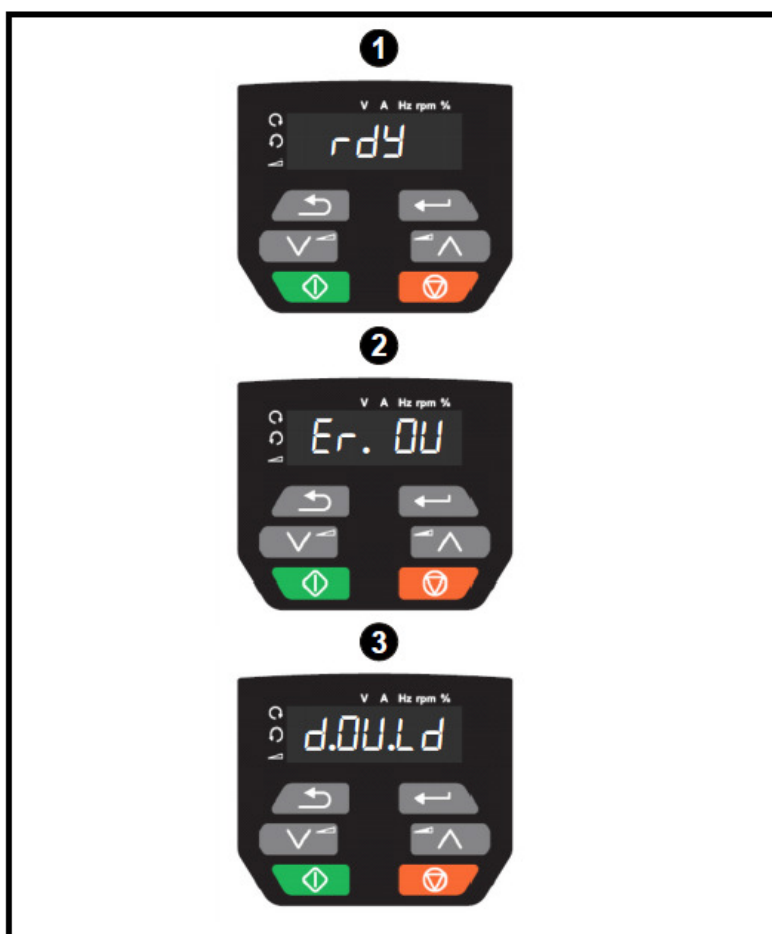 1
V A Hz rpm %
rdy
2
V A Hz rpm %
Er. OU
3
V A Hz rpm %
d.OU.Ld